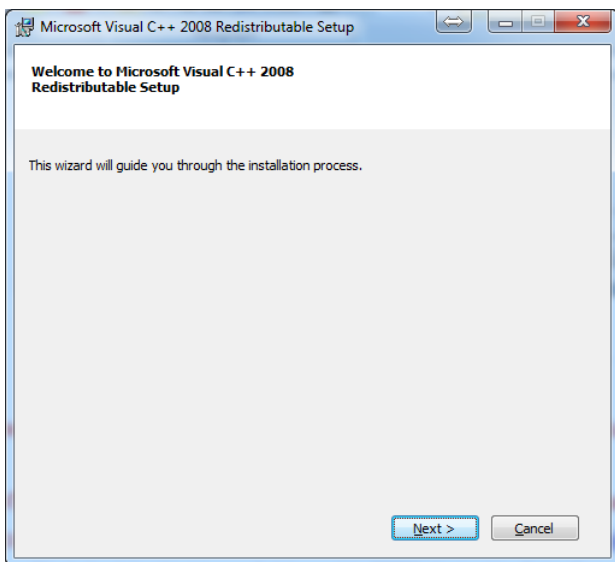 Microsoft Visual C++ 2008 Redistributable Setup
Welcome to Microsoft Visual C++ 2008
Redistributable Setup
This wizard will guide you through the installation process.
Next >
Cancel